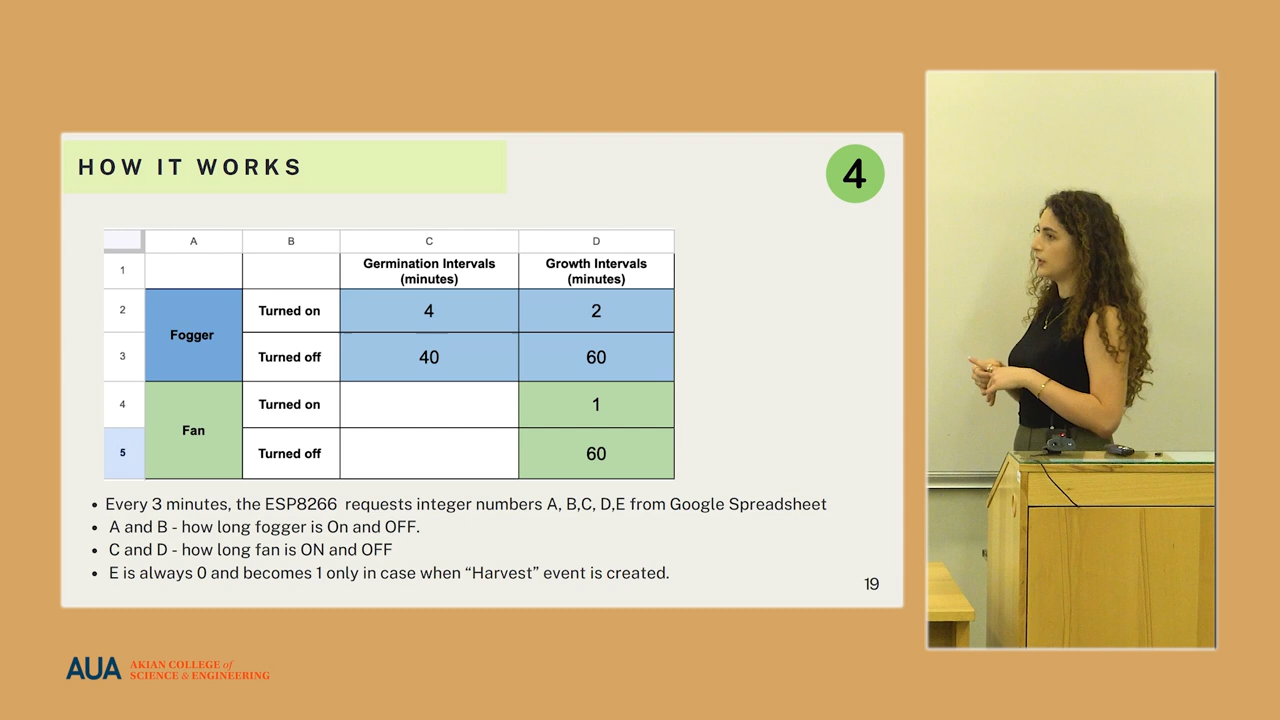 HOW IT WORKS
4
A B C D
1 Germination Intervals (minutes) Growth Intervals (minutes)
2 Fogger Turned on 4 2
3 Turned off 40 60
4 Fan Turned on 1
5 Turned off 60
• Every 3 minutes, the ESP8266 requests integer numbers A, B,C, D,E from Google Spreadsheet
• A and B - how long fogger is On and OFF.
• C and D - how long fan is ON and OFF
• E is always 0 and becomes 1 only in case when “Harvest” event is created.
19
AUA AKIAN COLLEGE of
SCIENCE & ENGINEERING